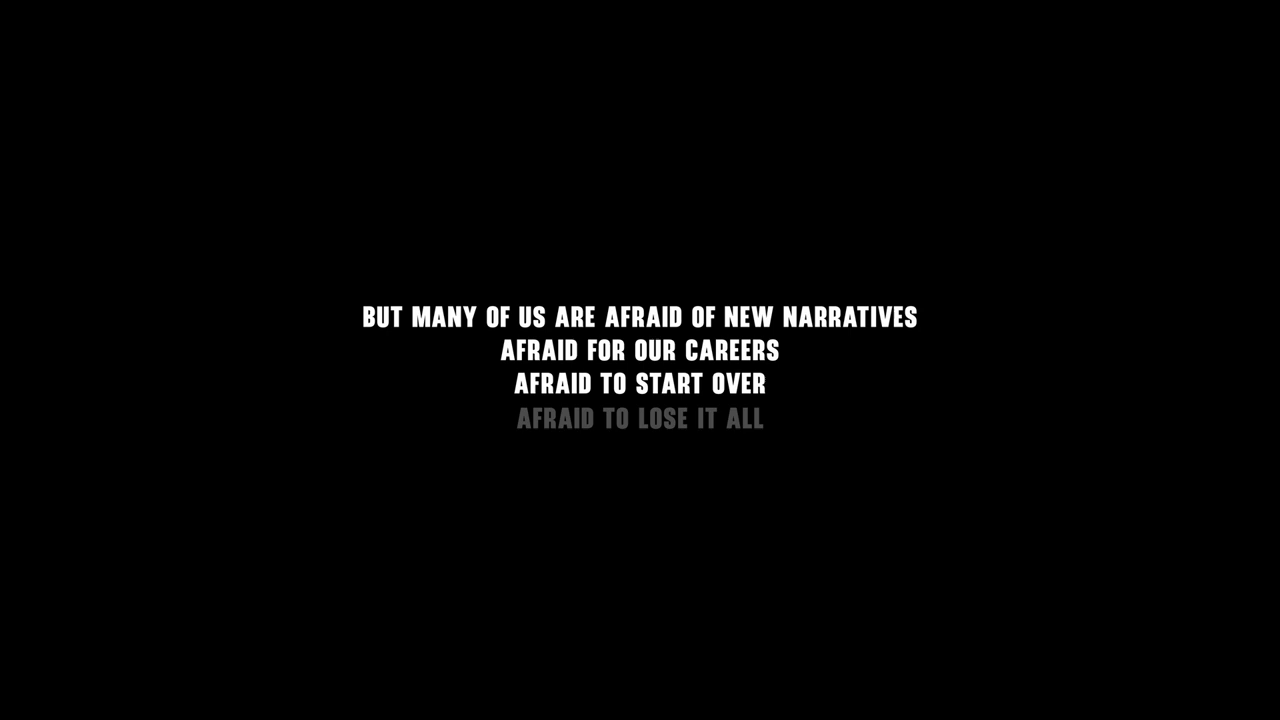 BUT MANY OF US ARE AFRAID OF NEW NARRATIVES
AFRAID FOR OUR CAREERS
AFRAID TO START OVER
AFRAID TO LOSE IT ALL